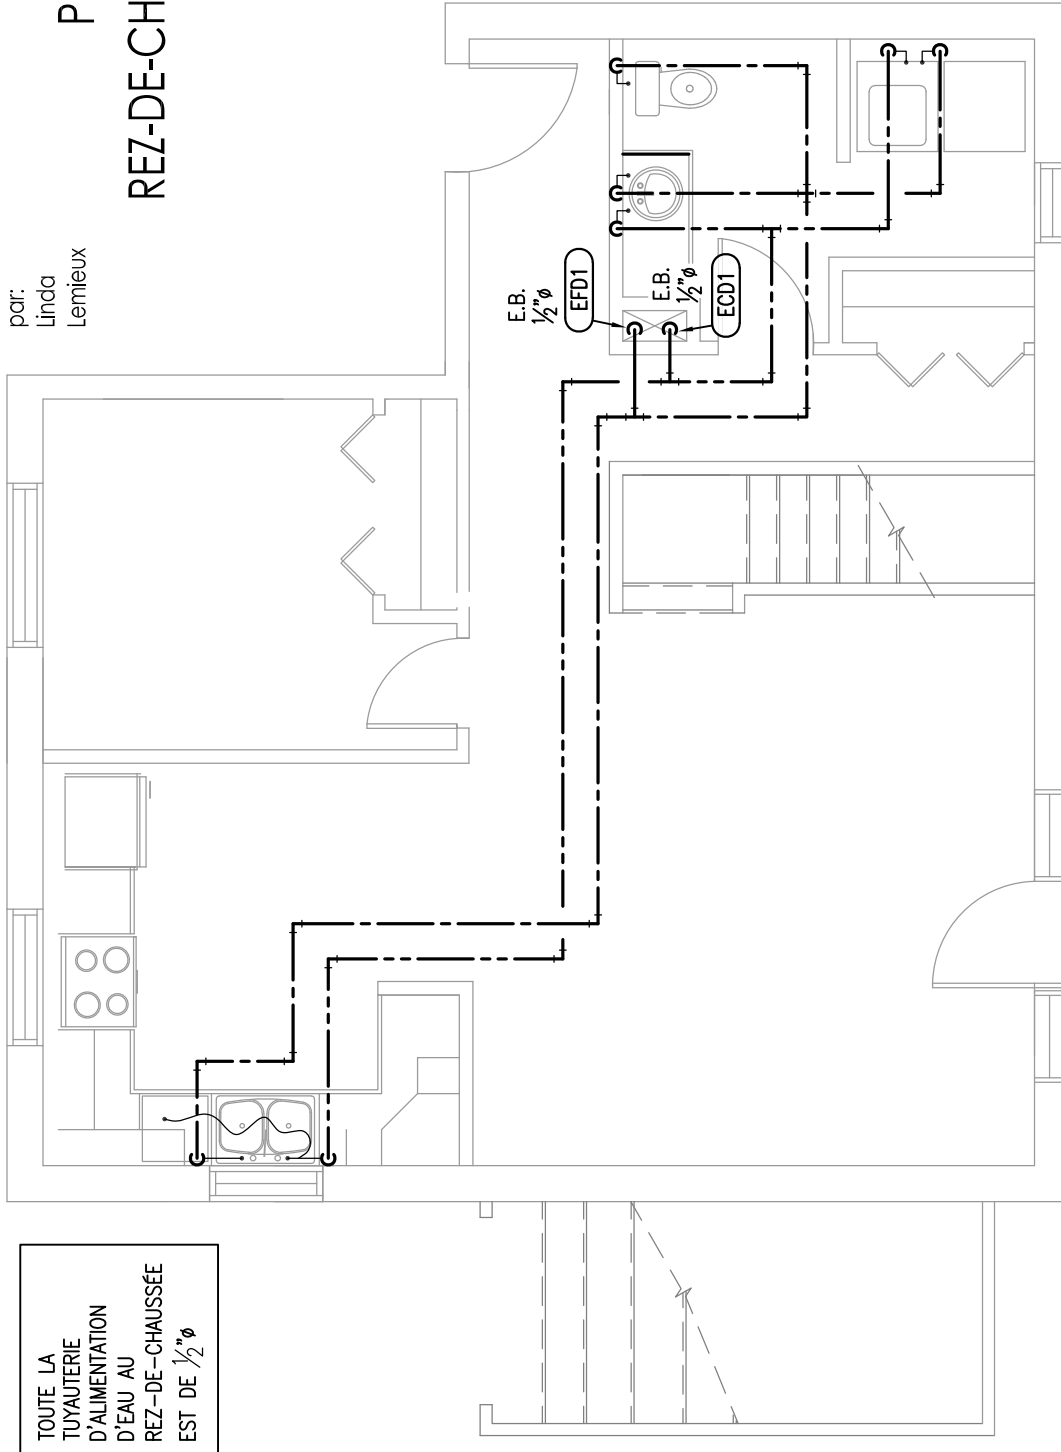 P
REZ-DE-CH
par:
Linda
Lemieux
E.B.
½"ø
EFD1
E.B.
½"ø
ECD1
TOUTE LA
TUYAUTERIE
D'ALIMENTATION
D'EAU AU
REZ-DE-CHAUSSÉE
EST DE ½"ø